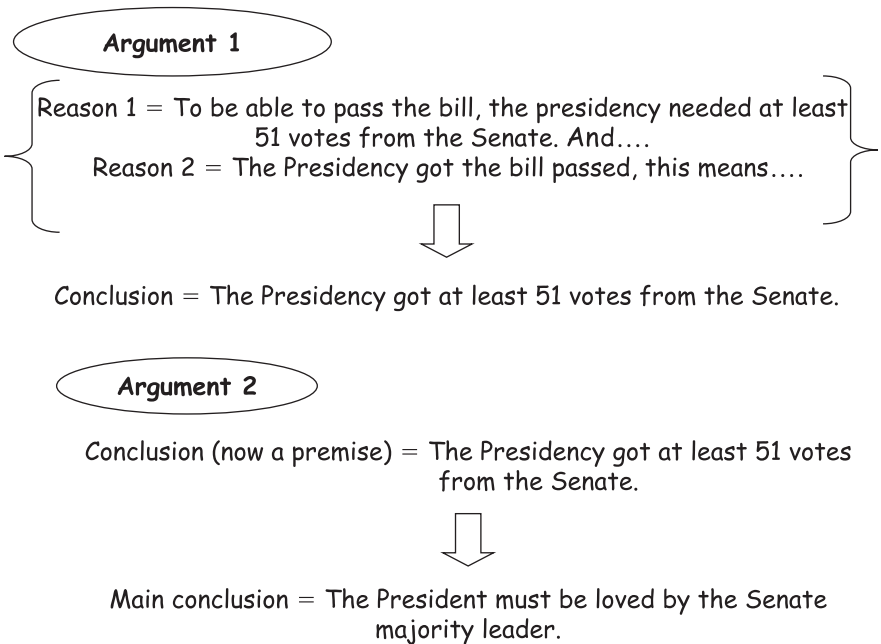 Argument 1
Reason 1 = To be able to pass the bill, the presidency needed at least
51 votes from the Senate. And....
Reason 2 = The Presidency got the bill passed, this means....
Conclusion = The Presidency got at least 51 votes from the Senate.
Argument 2
Conclusion (now a premise) = The Presidency got at least 51 votes
from the Senate.
Main conclusion = The President must be loved by the Senate
majority leader.